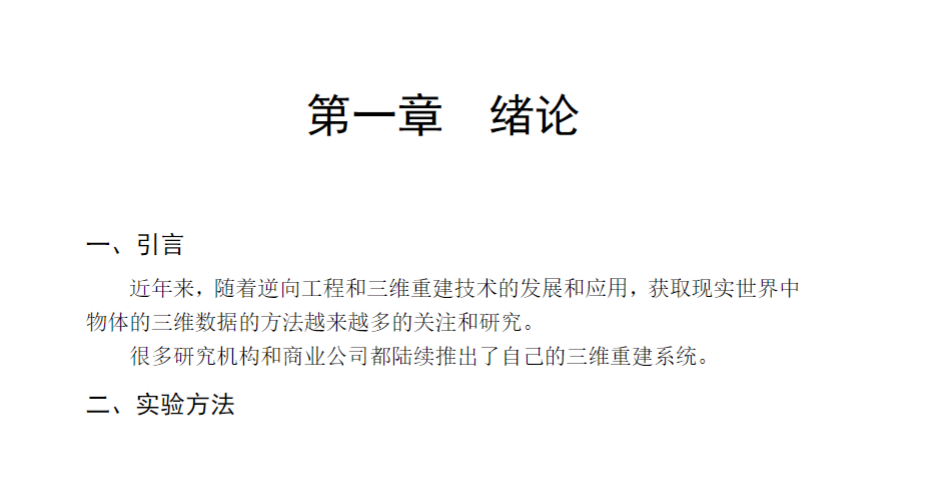 第一章 绪论
一、引言
近年来，随着逆向工程和三维重建技术的发展和应用，获取现实世界中
物体的三维数据的方法越来越多的关注和研究。
很多研究机构和商业公司都陆续推出了自己的三维重建系统。
二、实验方法